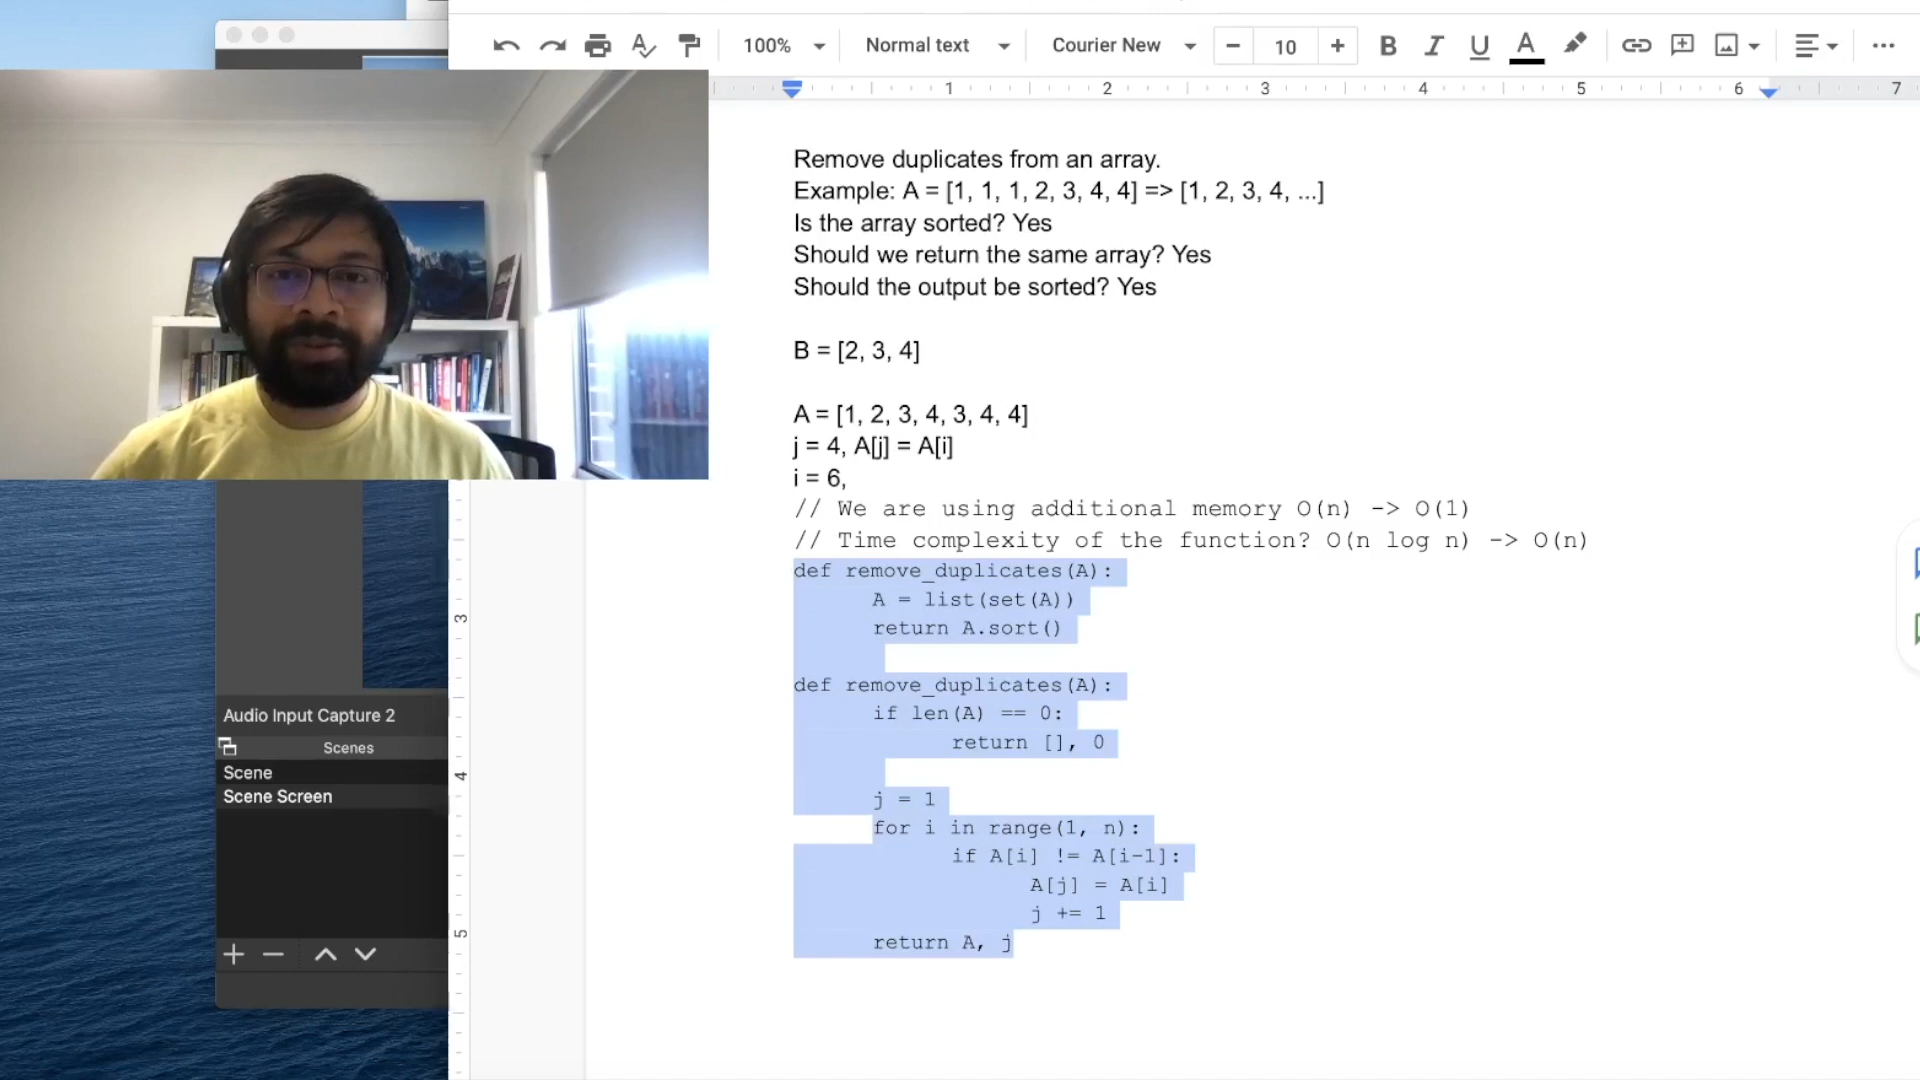 100% Normal text Courier New 10 B I U A
1 2 3 4 5 6 7
Remove duplicates from an array.
Example: A = [1, 1, 1, 2, 3, 4, 4] => [1, 2, 3, 4, ...]
Is the array sorted? Yes
Should we return the same array? Yes
Should the output be sorted? Yes
B = [2, 3, 4]
A = [1, 2, 3, 4, 3, 4, 4]
j = 4, A[j] = A[i]
i = 6,
// We are using additional memory O(n) -> O(1)
// Time complexity of the function? O(n log n) -> O(n)
def remove_duplicates(A):
A = list(set(A))
return A.sort()
def remove_duplicates(A):
if len(A) == 0:
return [], 0
j = 1
for i in range(1, n):
if A[i] != A[i-1]:
A[j] = A[i]
j += 1
return A, j
3
4
5
Audio Input Capture 2
Scenes
Scene
Scene Screen